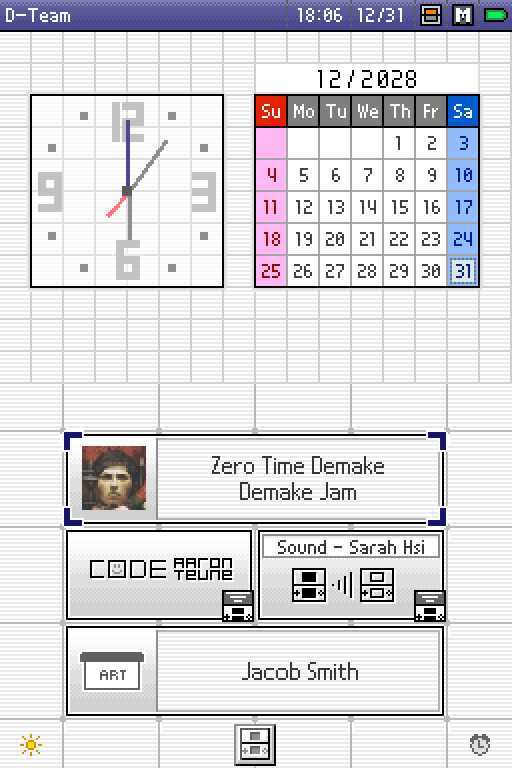 D-Team 18:06 12/31 M
12/2028
Su Mo Tu We Th Fr Sa
1 2 3
4 5 6 7 8 9 10
11 12 13 14 15 16 17
18 19 20 21 22 23 24
25 26 27 28 29 30 31
12
9 3
6
Zero Time Demake
Demake Jam
CODE AARON
TEUNE
Sound - Sarah Hsi
ART
Jacob Smith